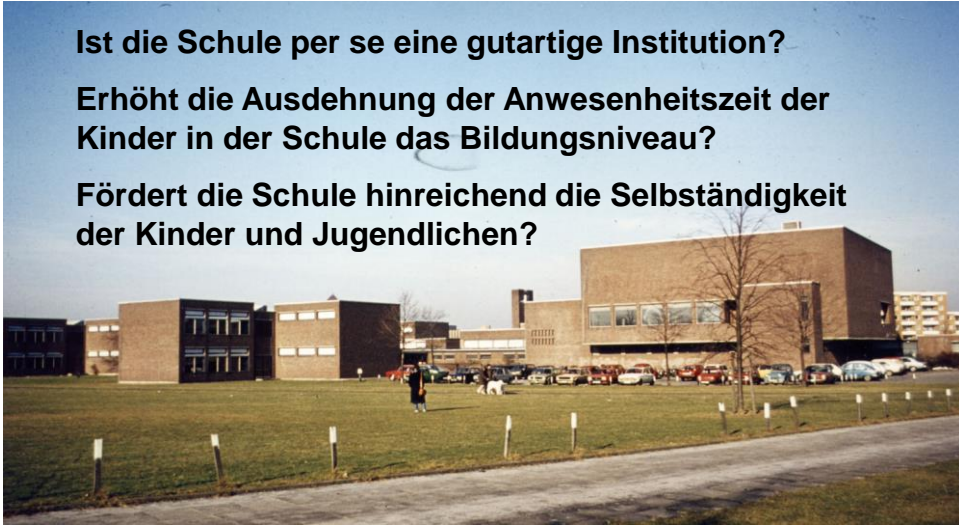 Ist die Schule per se eine gutartige Institution?
Erhöht die Ausdehnung der Anwesenheitszeit der
Kinder in der Schule das Bildungsniveau?
Fördert die Schule hinreichend die Selbständigkeit
der Kinder und Jugendlichen?